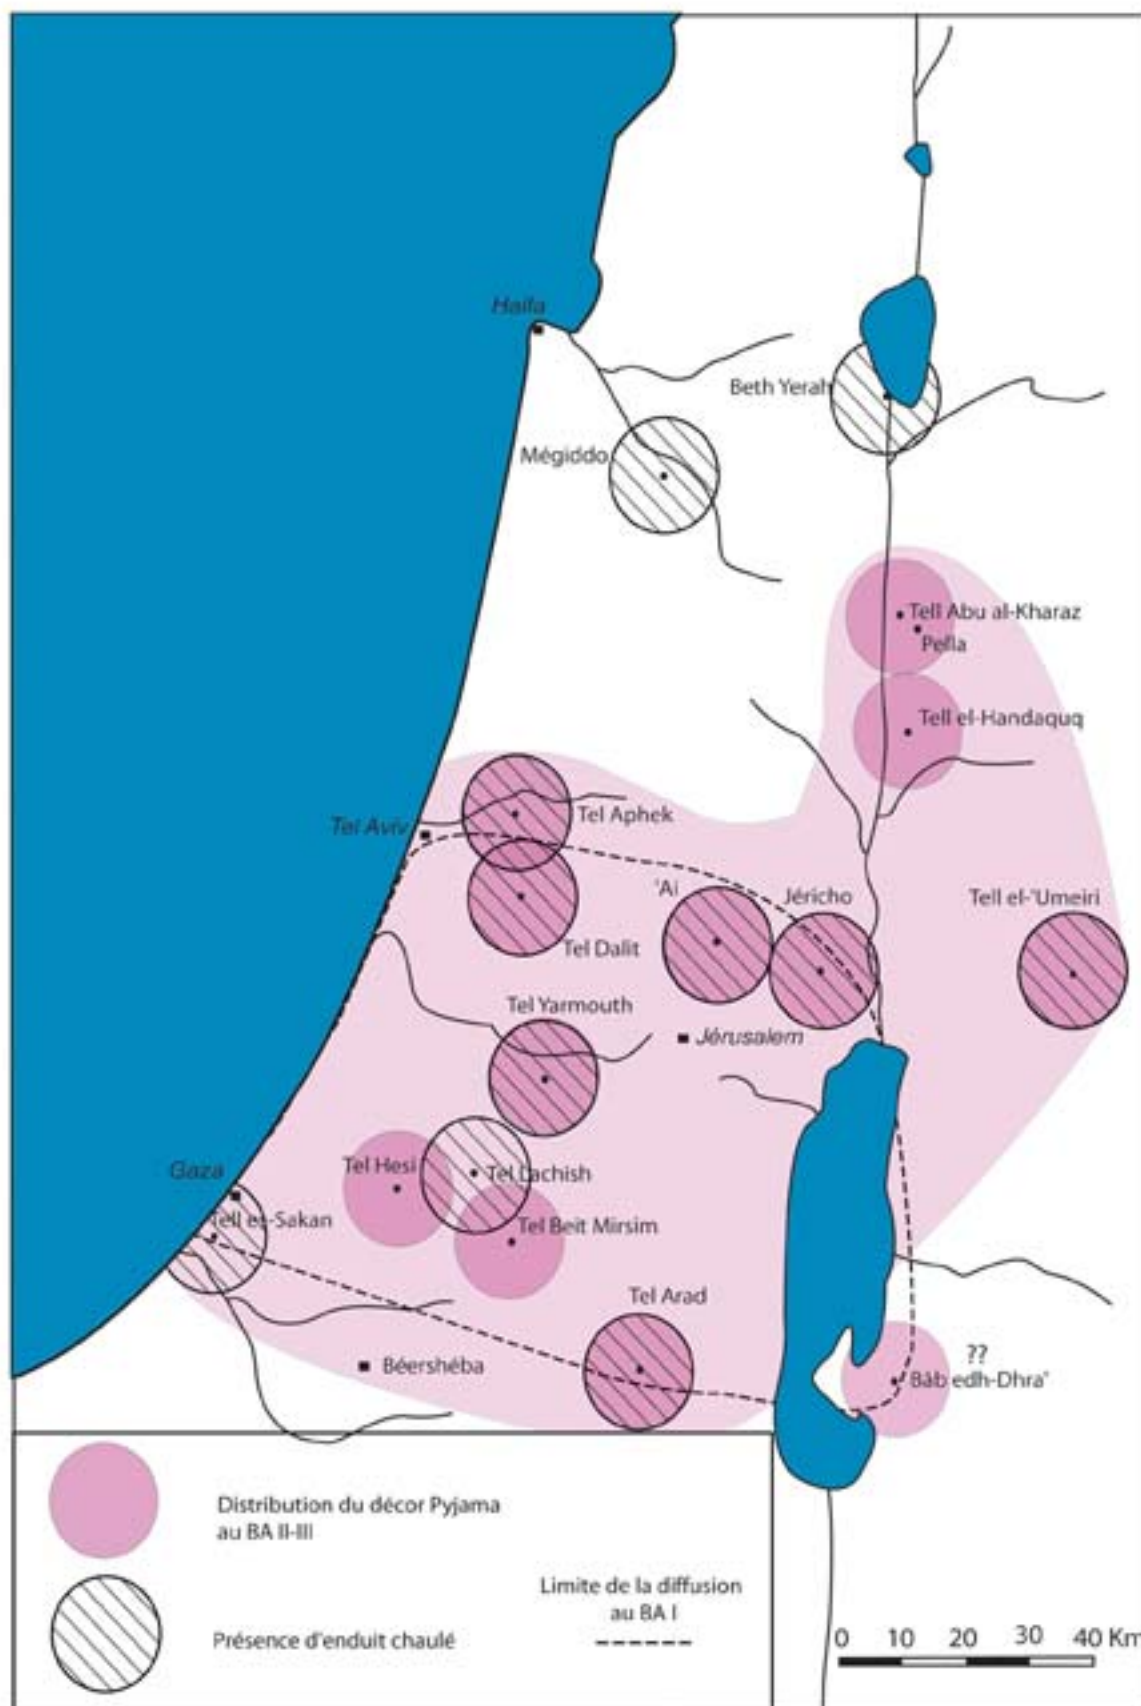 Haïfa
Beth Yerah
Mégiddo
Tell Abu al-Kharaz
Pella
Tell el-Handaquq
Tel Aphek
Tel Aviv
'Ai
Jéricho
Tell el-'Umeiri
Tel Dalit
Tel Yarmouth
Jérusalem
Tel Hesi
Tel Lachish
Gaza
Tell es-Sakan
Tel Beit Mirsim
Tel Arad
Béershéba
??
Bâb edh-Dhra'
Distribution du décor Pyjama
au BA II-III
Limite de la diffusion
au BA I
Présence d'enduit chaulé
0 10 20 30 40 Km